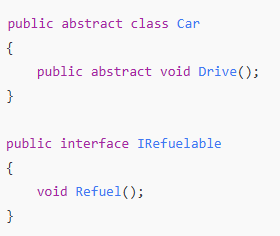 public abstract class Car
{
    public abstract void Drive();
}

public interface IRefuelable
{
    void Refuel();
}